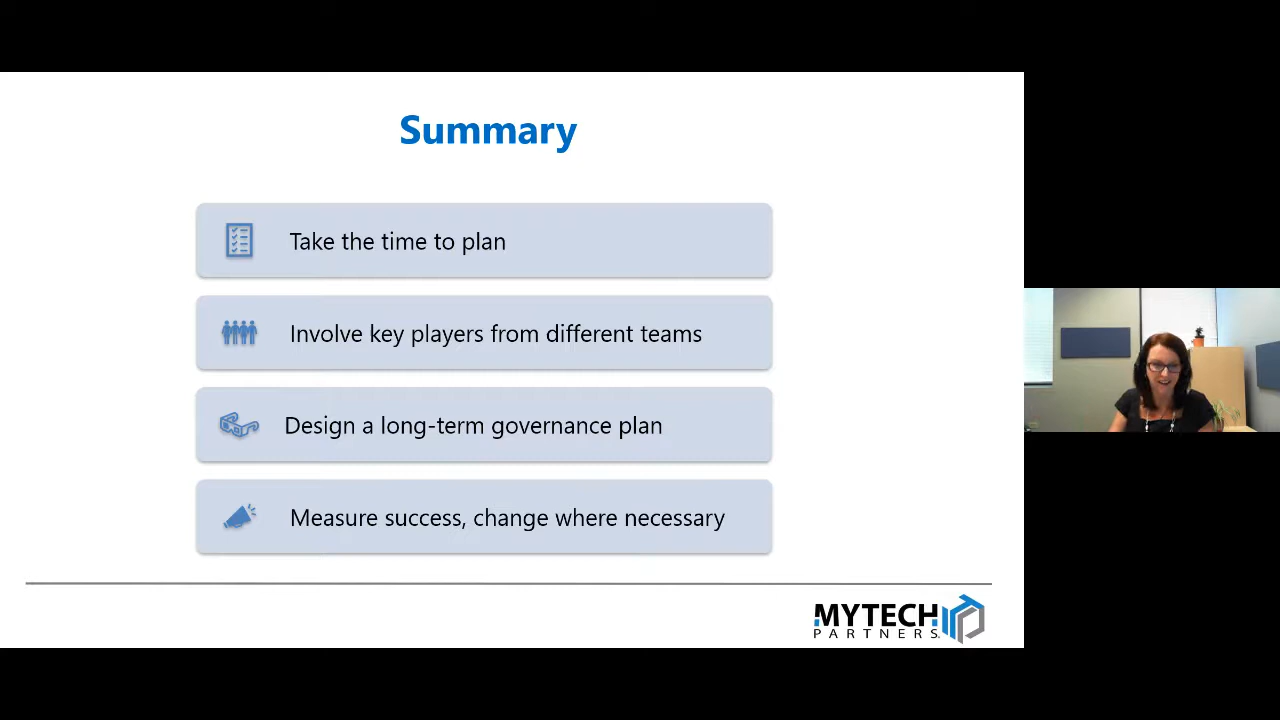 Summary
Take the time to plan
Involve key players from different teams
Design a long-term governance plan
Measure success, change where necessary
MYTECH
PARTNERS